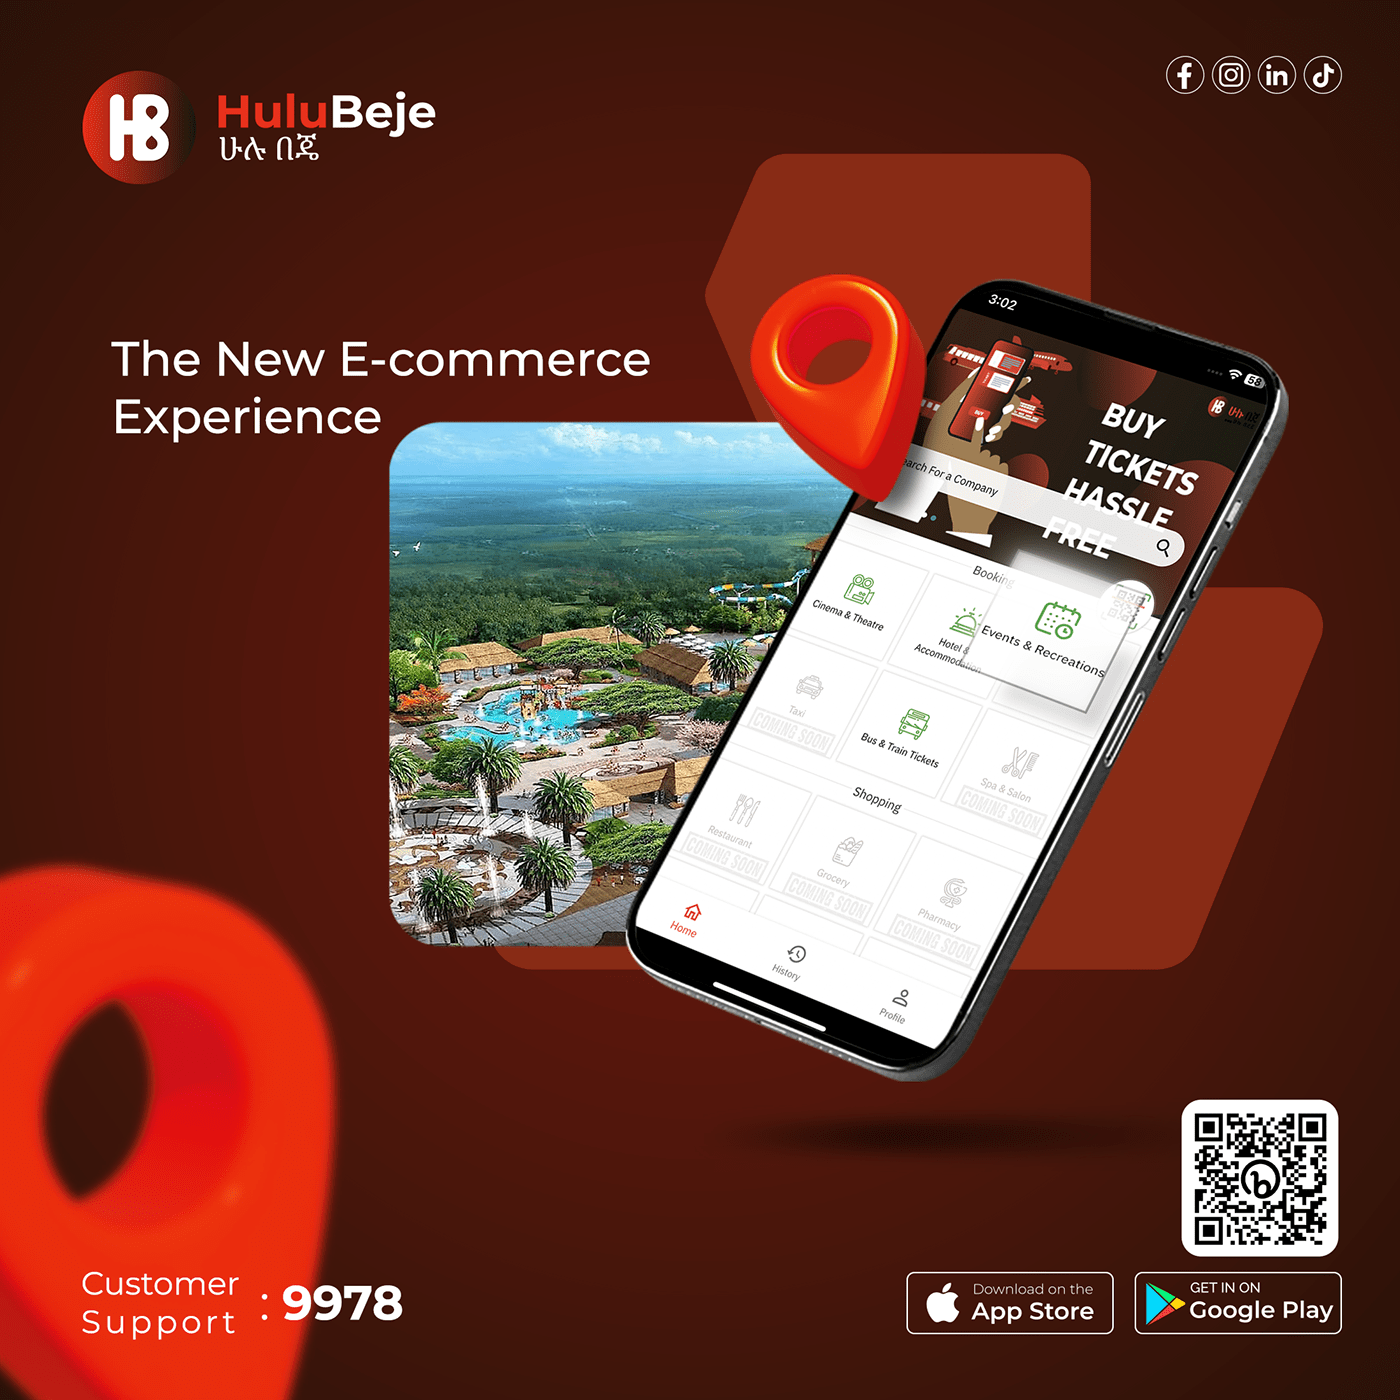 HuluBeje
ሁሉ በጄ
The New E-commerce
Experience
3:02
58
BUY
TICKETS
HASSLE
FREE
arch For a Company
Booking
Cinema & Theatre
Hotel &
Accommodation
Events & Recreations
Taxi
COMING SOON
Bus & Train Tickets
Spa & Salon
COMING SOON
Shopping
Restaurant
COMING SOON
Grocery
COMING SOON
Pharmacy
COMING SOON
Home
History
Profile
Customer
Support : 9978
Download on the
App Store
GET IN ON
Google Play